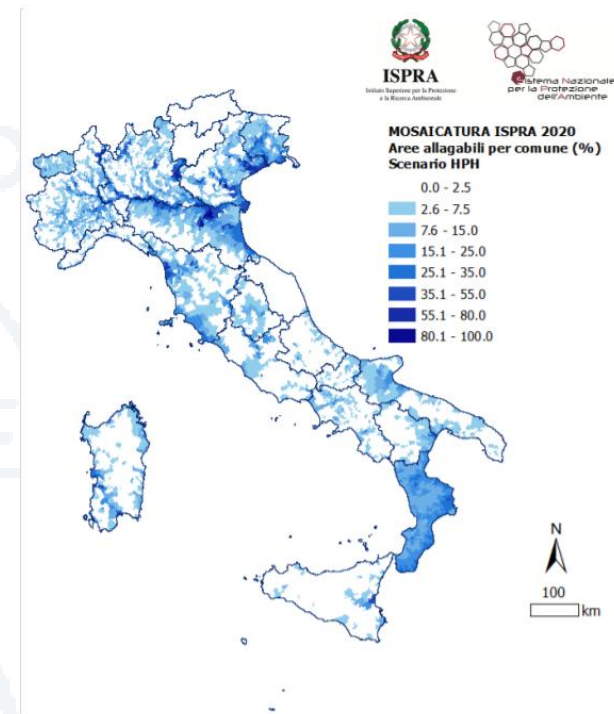 ISPRA
Istituto Superiore per la Protezione
e la Ricerca Ambientale
Sistema Nazionale
per la Protezione
dell'Ambiente
MOSAICATURA ISPRA 2020
Aree allagabili per comune (%)
Scenario HPH
0.0 - 2.5
2.6 - 7.5
7.6 - 15.0
15.1 - 25.0
25.1 - 35.0
35.1 - 55.0
55.1 - 80.0
80.1 - 100.0
N
100
km